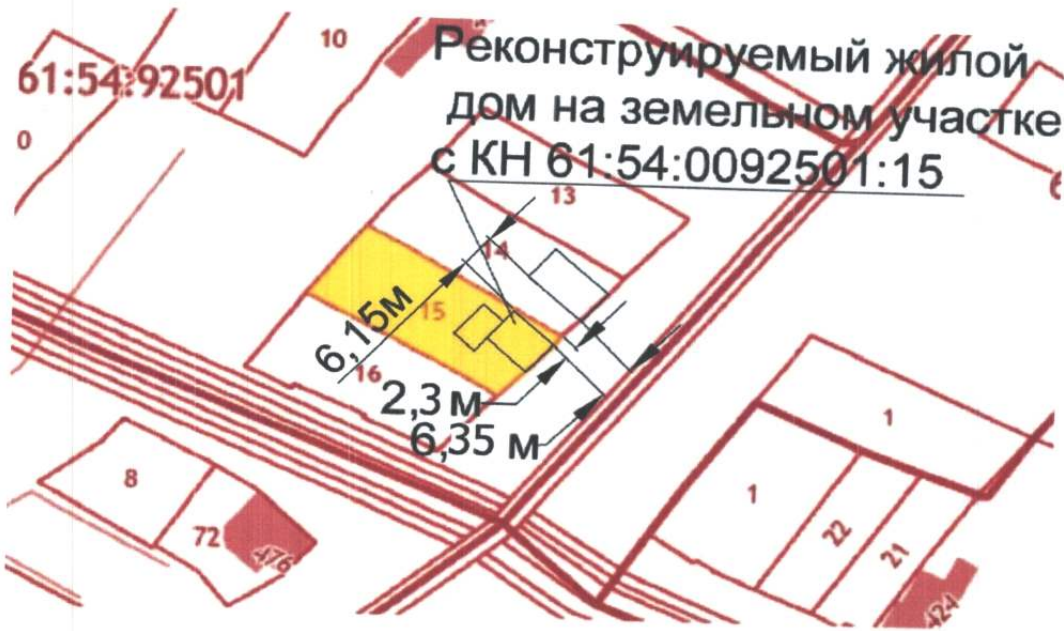 10
Реконструируемый жилой
61:54:92501
дом на земельном участке
0
с КН 61:54:0092501:15
13
14
6,15м
15
16
2,3 м
6,35 м
1
8
1
72
476
22
21
424